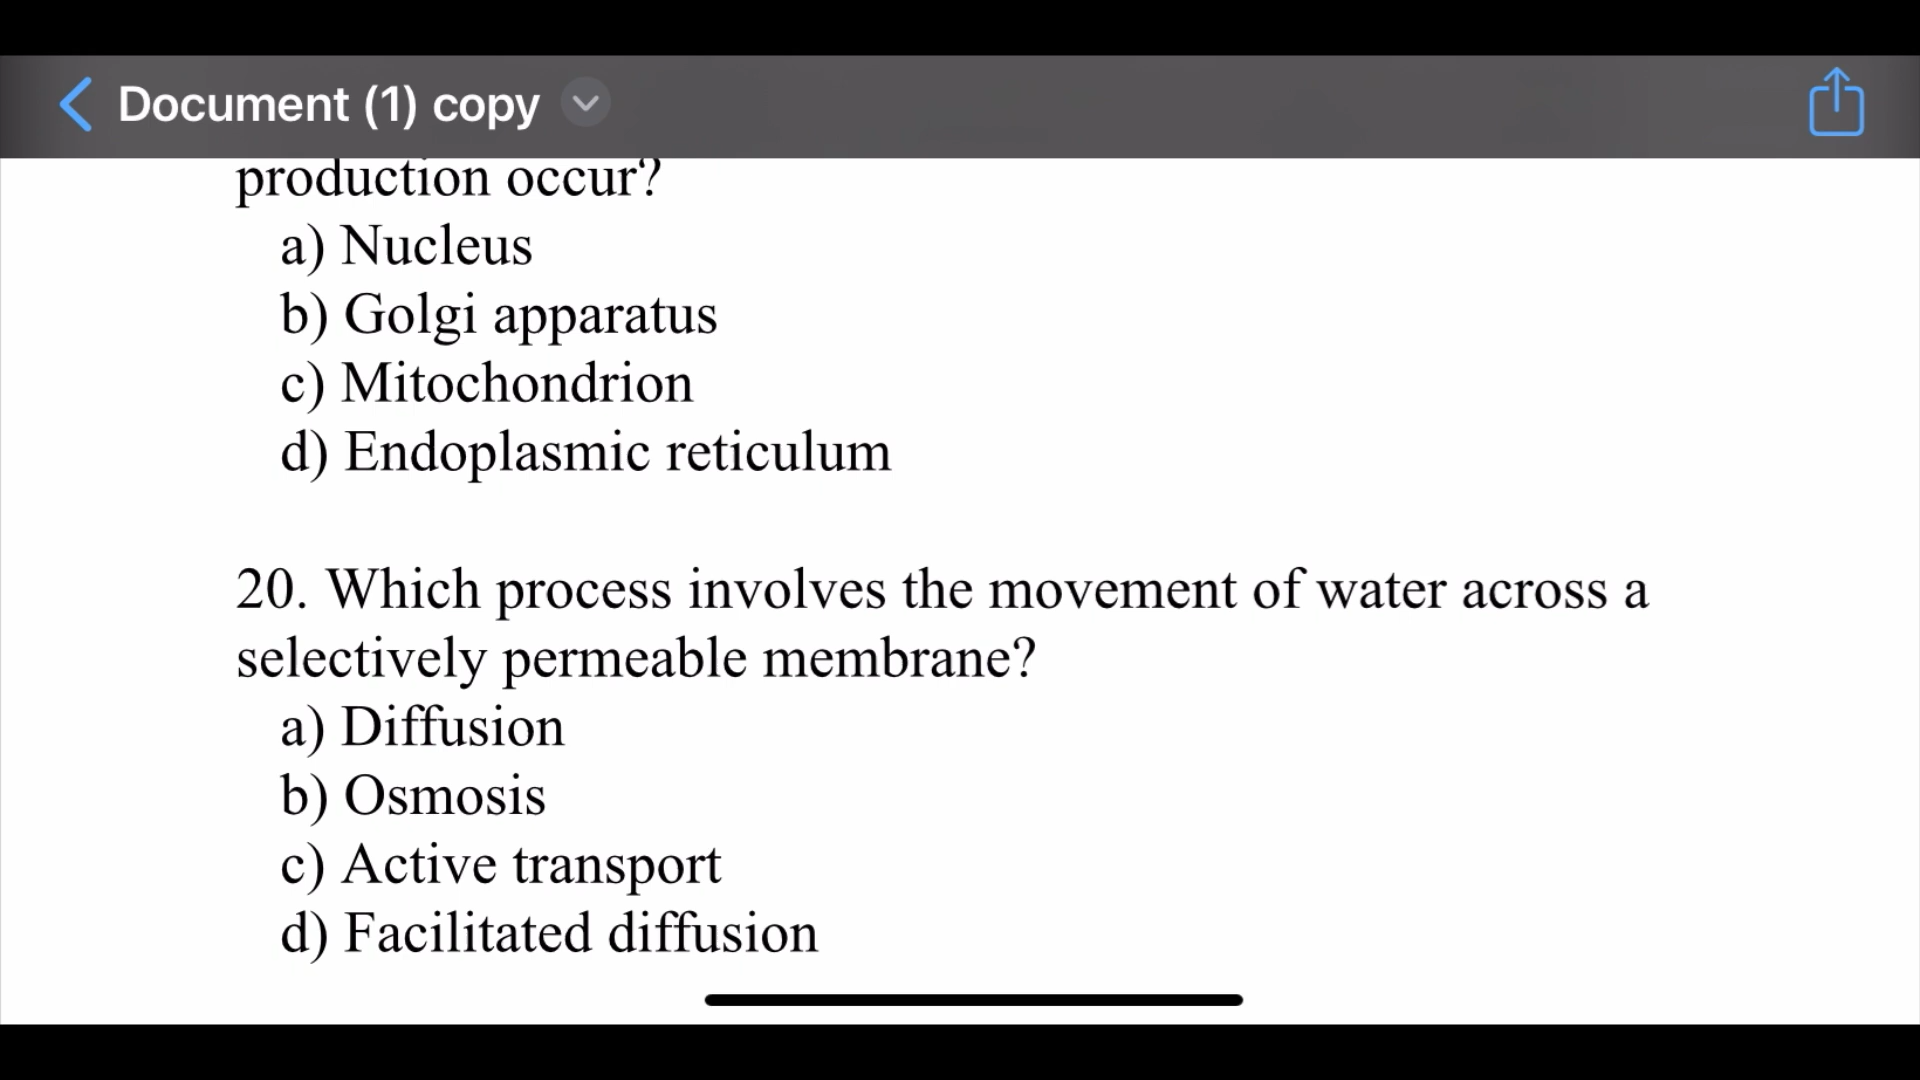 Document (1) copy
production occur?
a) Nucleus
b) Golgi apparatus
c) Mitochondrion
d) Endoplasmic reticulum
20. Which process involves the movement of water across a
selectively permeable membrane?
a) Diffusion
b) Osmosis
c) Active transport
d) Facilitated diffusion